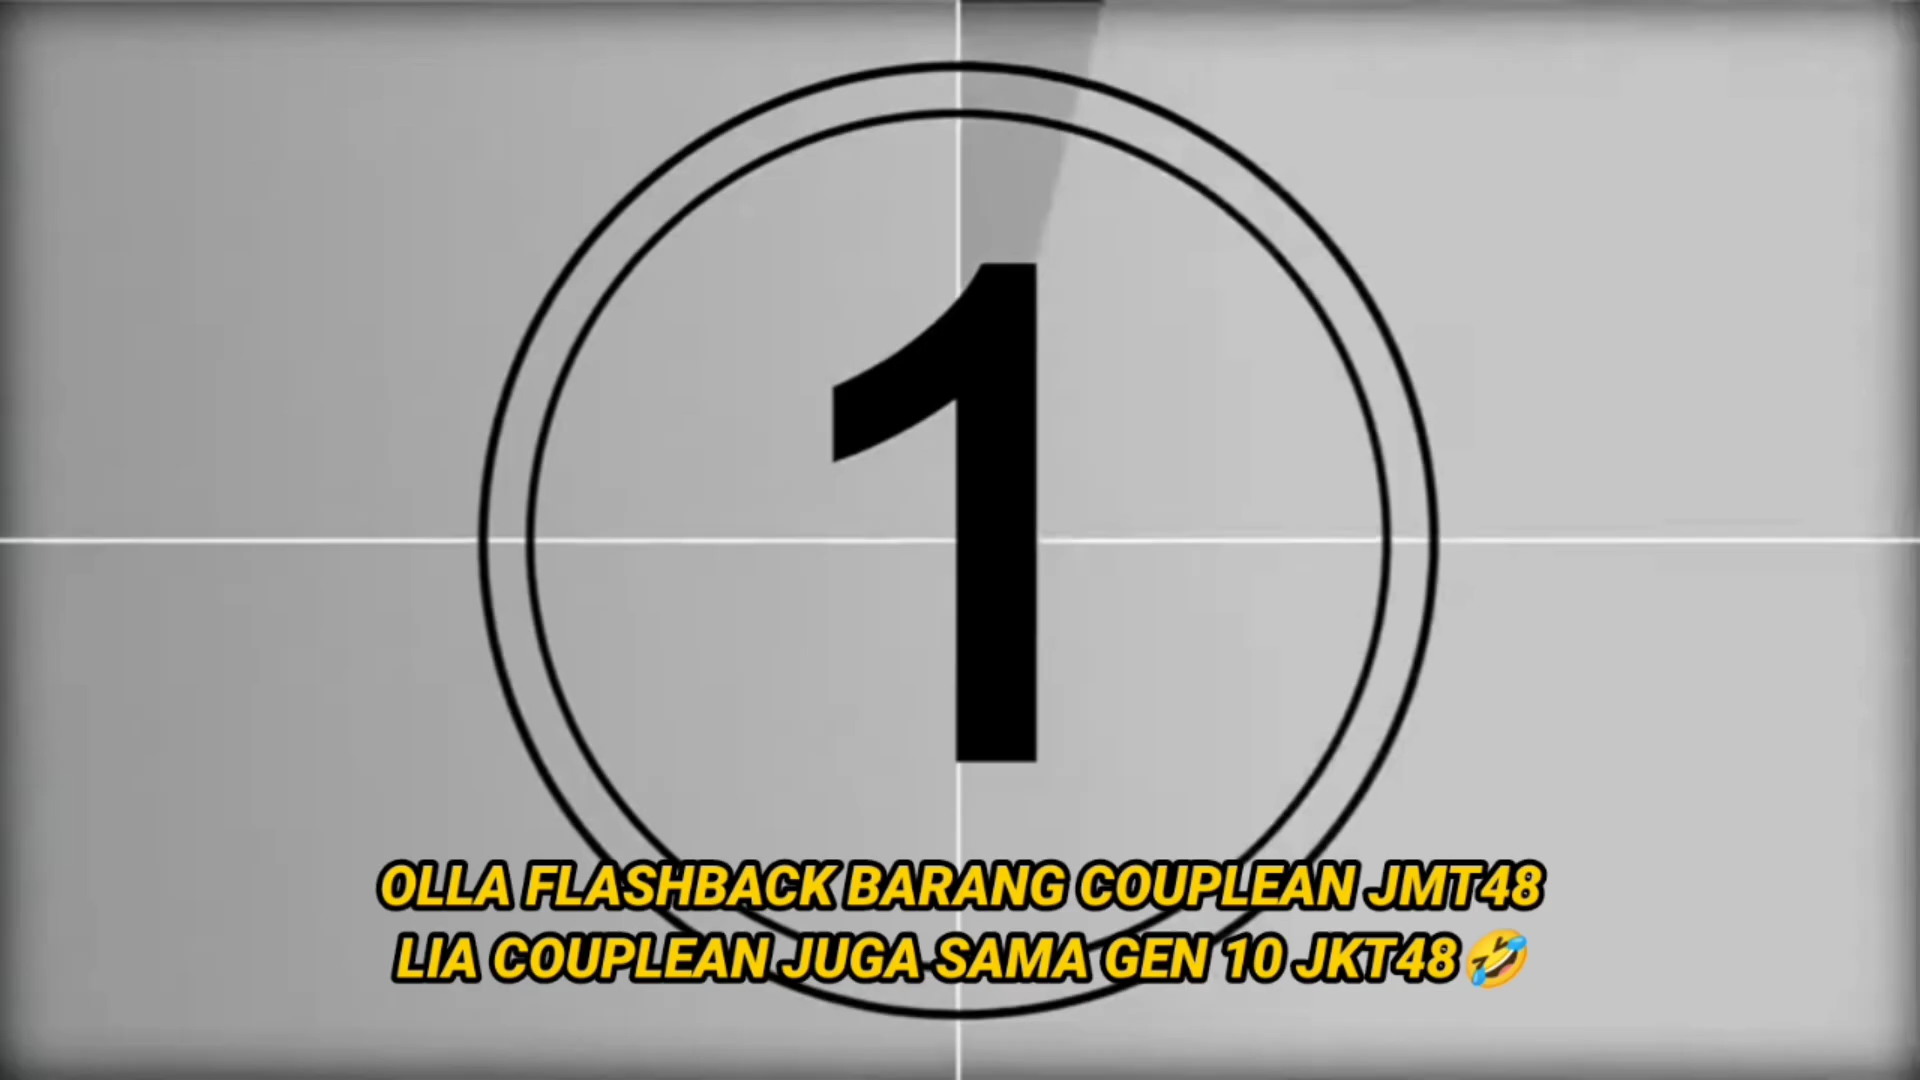 1
OLLA FLASHBACK BARANG COUPLEAN JMT48
LIA COUPLEAN JUGA SAMA GEN 10 JKT48🤣